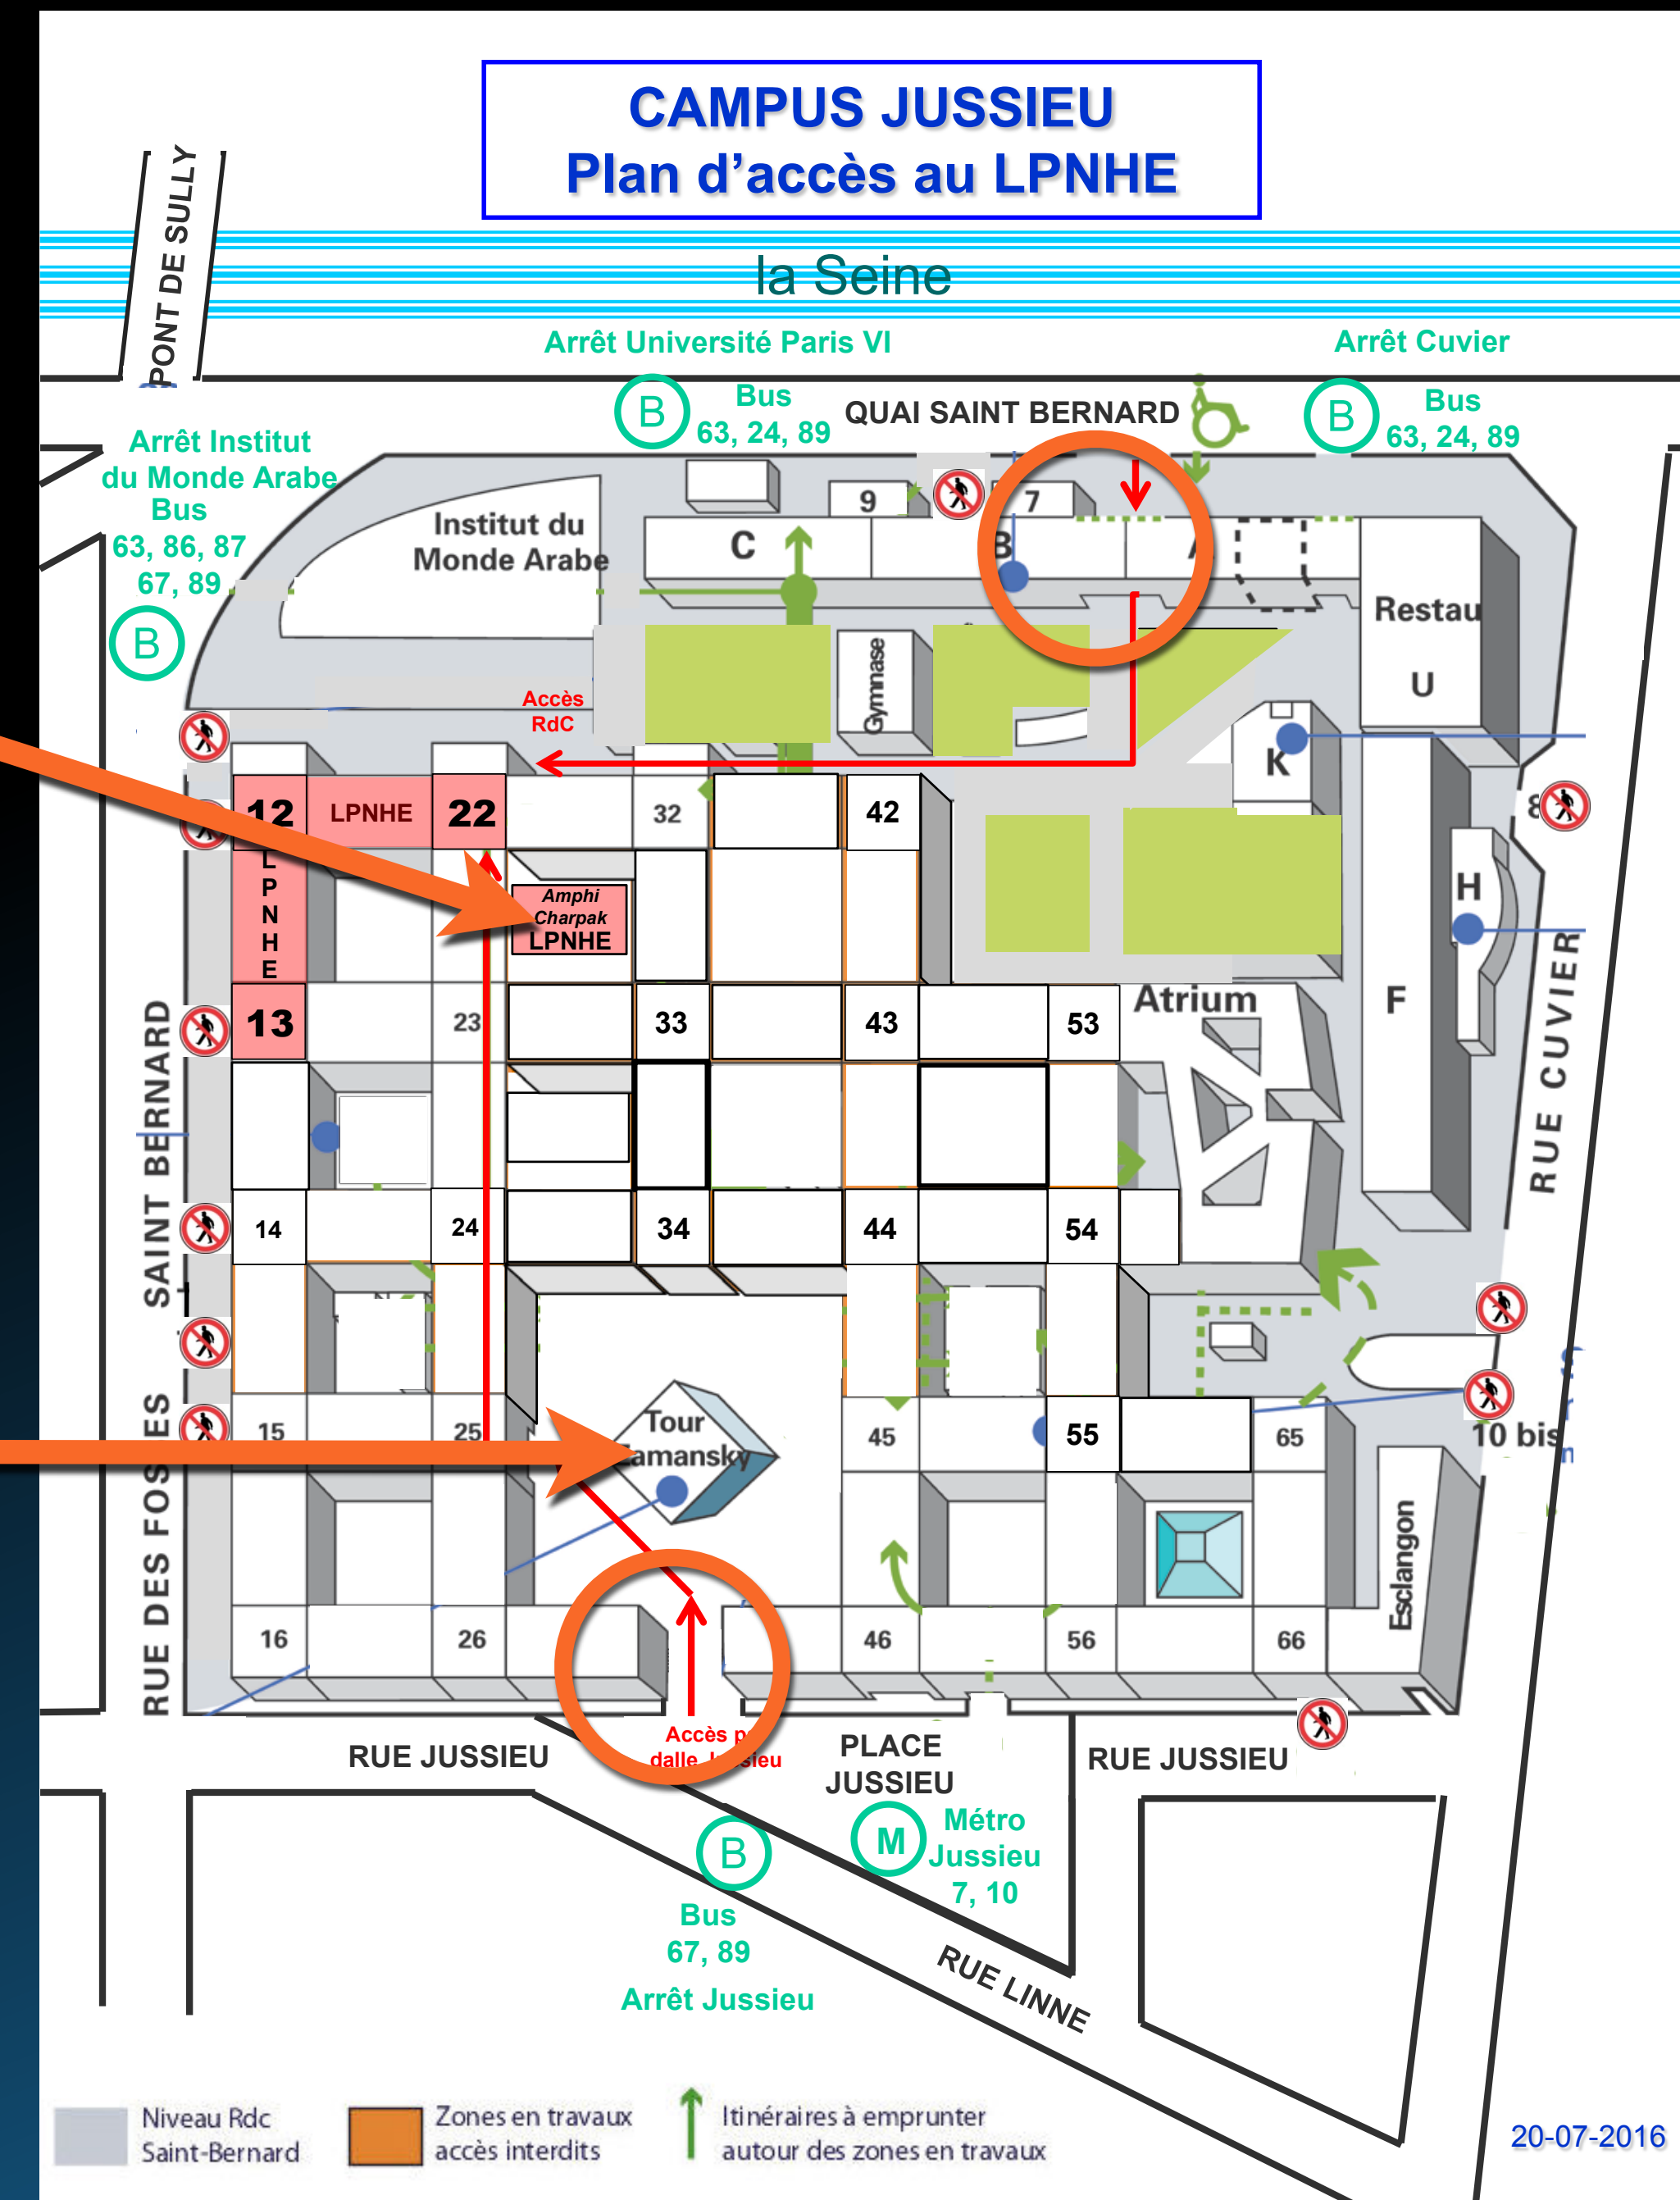 CAMPUS JUSSIEU
Plan d’accès au LPNHE
PONT DE SULLY
la Seine
Arrêt Université Paris VI
Arrêt Cuvier
B
Bus
63, 24, 89
QUAI SAINT BERNARD
B
Bus
63, 24, 89
Arrêt Institut
du Monde Arabe
Bus
63, 86, 87
67, 89
B
Institut du
Monde Arabe
9
7
C
B
A
Restau
U
Gymnase
Accès
RdC
K
12
LPNHE
22
32
42
8
LPNHE
Amphi
Charpak
LPNHE
H
F
13
23
33
43
53
Atrium
RUE CUVIER
RUE DES FOSSES SAINT BERNARD
14
24
34
44
54
Tour
Zamansky
15
25
45
55
65
10 bis
Esclangon
16
26
46
56
66
Accès
dalle Jussieu
RUE JUSSIEU
PLACE
JUSSIEU
RUE JUSSIEU
B
M
Métro
Jussieu
7, 10
Bus
67, 89
Arrêt Jussieu
RUE LINNE
Niveau Rdc
Saint-Bernard
Zones en travaux
accès interdits
Itinéraires à emprunter
autour des zones en travaux
20-07-2016